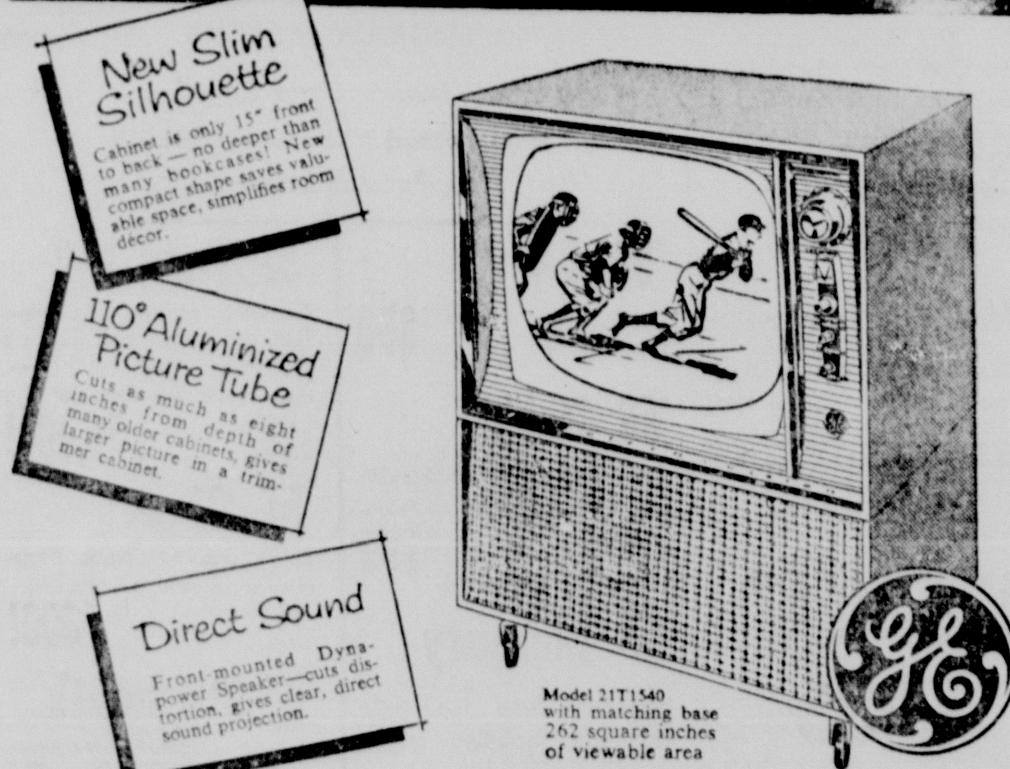 New Slim
Silhouette
Cabinet is only 15" front
to back — no deeper than
many bookcases! New
compact shape saves valu-
able space, simplifies room
décor.
110° Aluminized
Picture Tube
Cuts as much as eight
inches from depth of
many older cabinets, gives
larger picture in a trim-
mer cabinet.
Direct Sound
Front-mounted Dyna-
power Speaker—cuts dis-
tortion, gives clear, direct
sound projection.
Model 21T1540
with matching base
262 square inches
of viewable area
GE